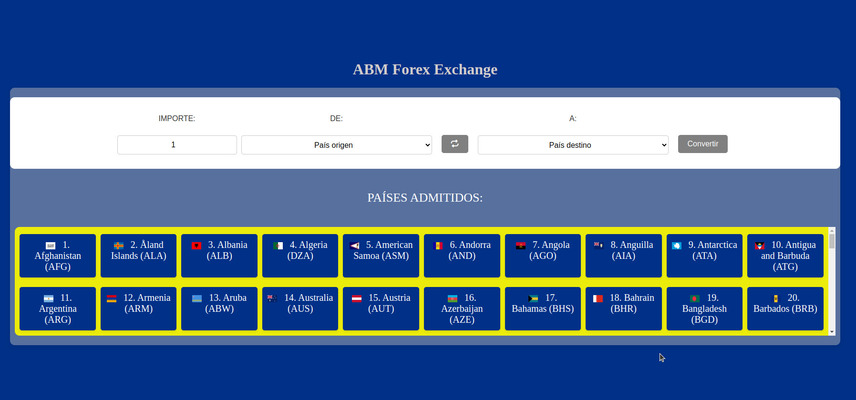 ABM Forex Exchange
IMPORTE:
DE:
A:
1
País origen
País destino
Convertir
PAÍSES ADMITIDOS:
1.
Afghanistan
(AFG)
2. Åland
Islands (ALA)
3. Albania
(ALB)
4. Algeria
(DZA)
5. American
Samoa (ASM)
6. Andorra
(AND)
7. Angola
(AGO)
8. Anguilla
(AIA)
9. Antarctica
(ATA)
10. Antigua
and Barbuda
(ATG)
11.
Argentina
(ARG)
12. Armenia
(ARM)
13. Aruba
(ABW)
14. Australia
(AUS)
15. Austria
(AUT)
16.
Azerbaijan
(AZE)
17.
Bahamas (BHS)
18. Bahrain
(BHR)
19.
Bangladesh
(BGD)
20.
Barbados (BRB)